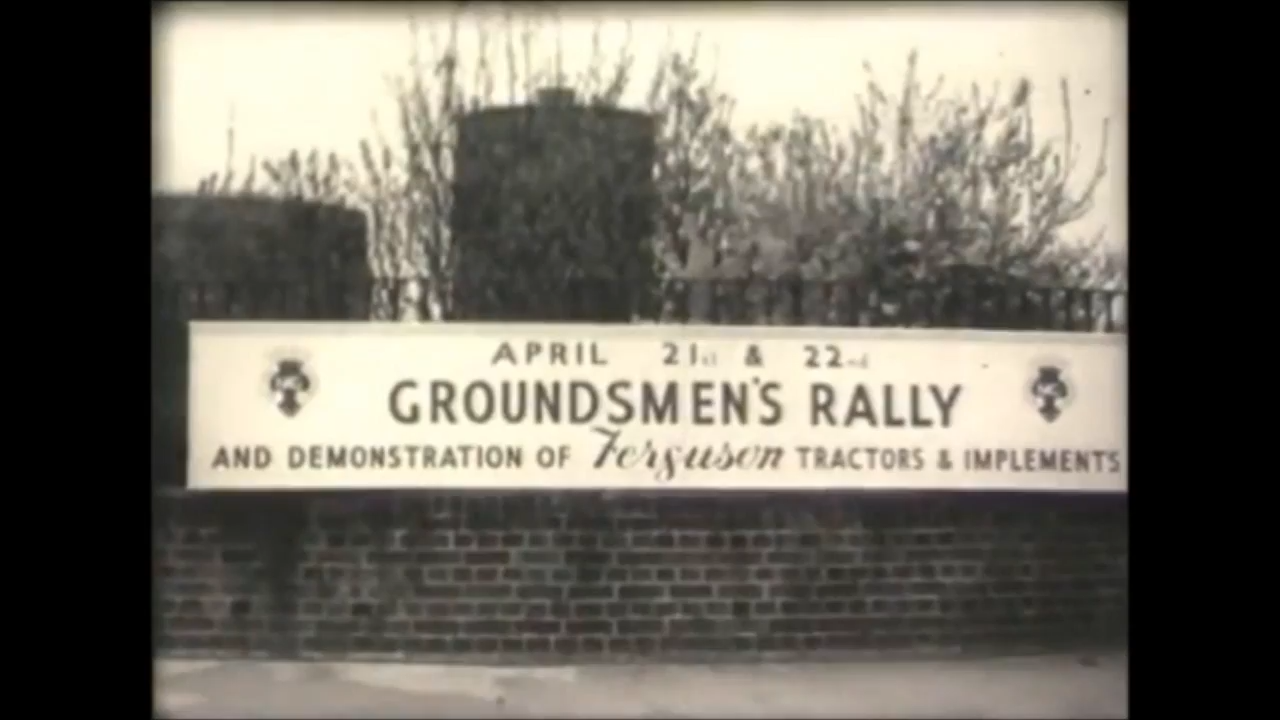 APRIL 21st & 22nd
GROUNDSMEN'S RALLY
AND DEMONSTRATION OF Ferguson TRACTORS & IMPLEMENTS